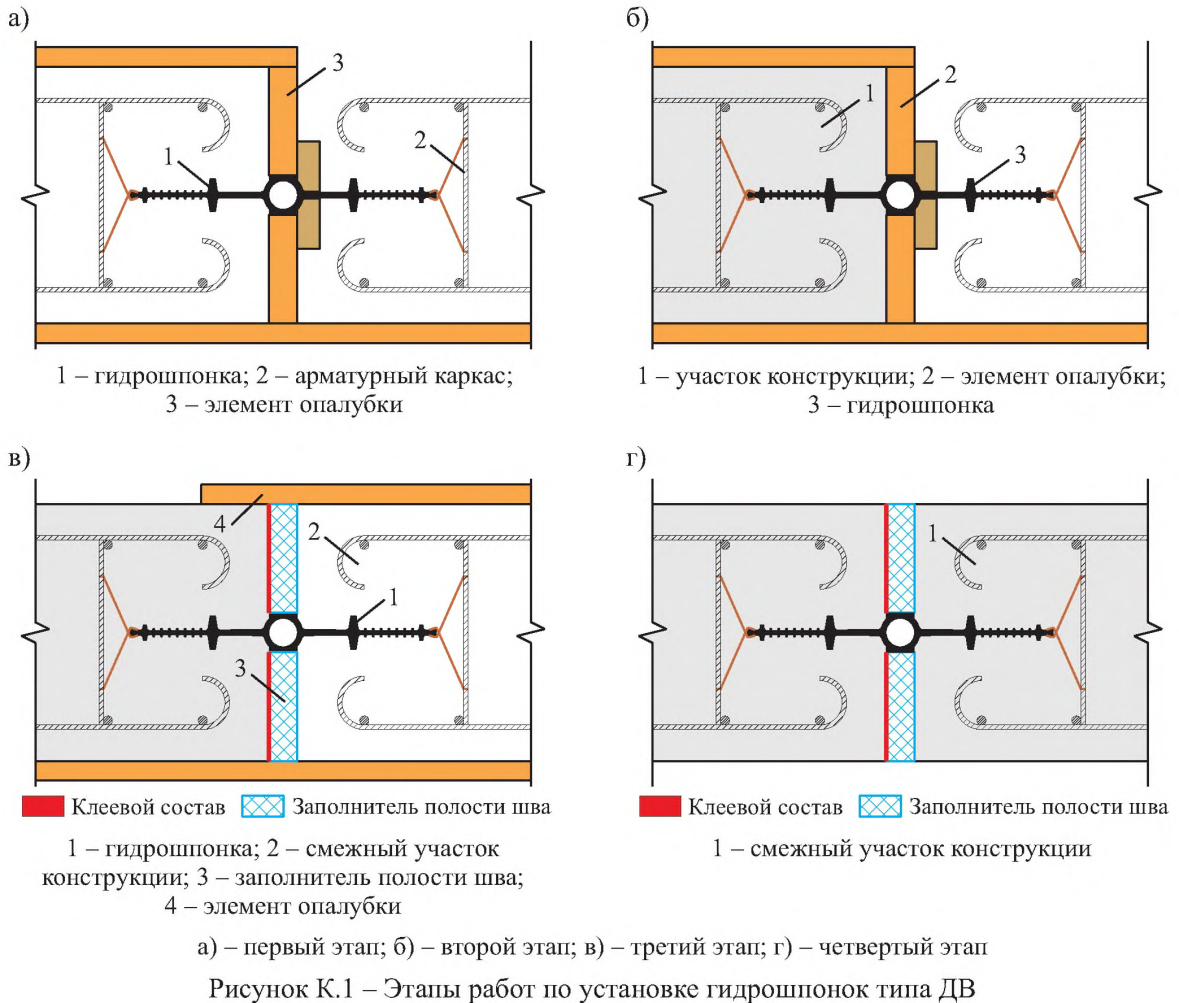 а)
3
1
2
1 – гидрошпонка; 2 – арматурный каркас;
3 – элемент опалубки
б)
1
2
3
1 – участок конструкции; 2 – элемент опалубки;
3 – гидрошпонка
в)
4
2
1
3
Клеевой состав
Заполнитель полости шва
1 – гидрошпонка; 2 – смежный участок
конструкции; 3 – заполнитель полости шва;
4 – элемент опалубки
г)
1
Клеевой состав
Заполнитель полости шва
1 – смежный участок конструкции
а) – первый этап; б) – второй этап; в) – третий этап; г) – четвертый этап
Рисунок К.1 – Этапы работ по установке гидрошпонок типа ДВ